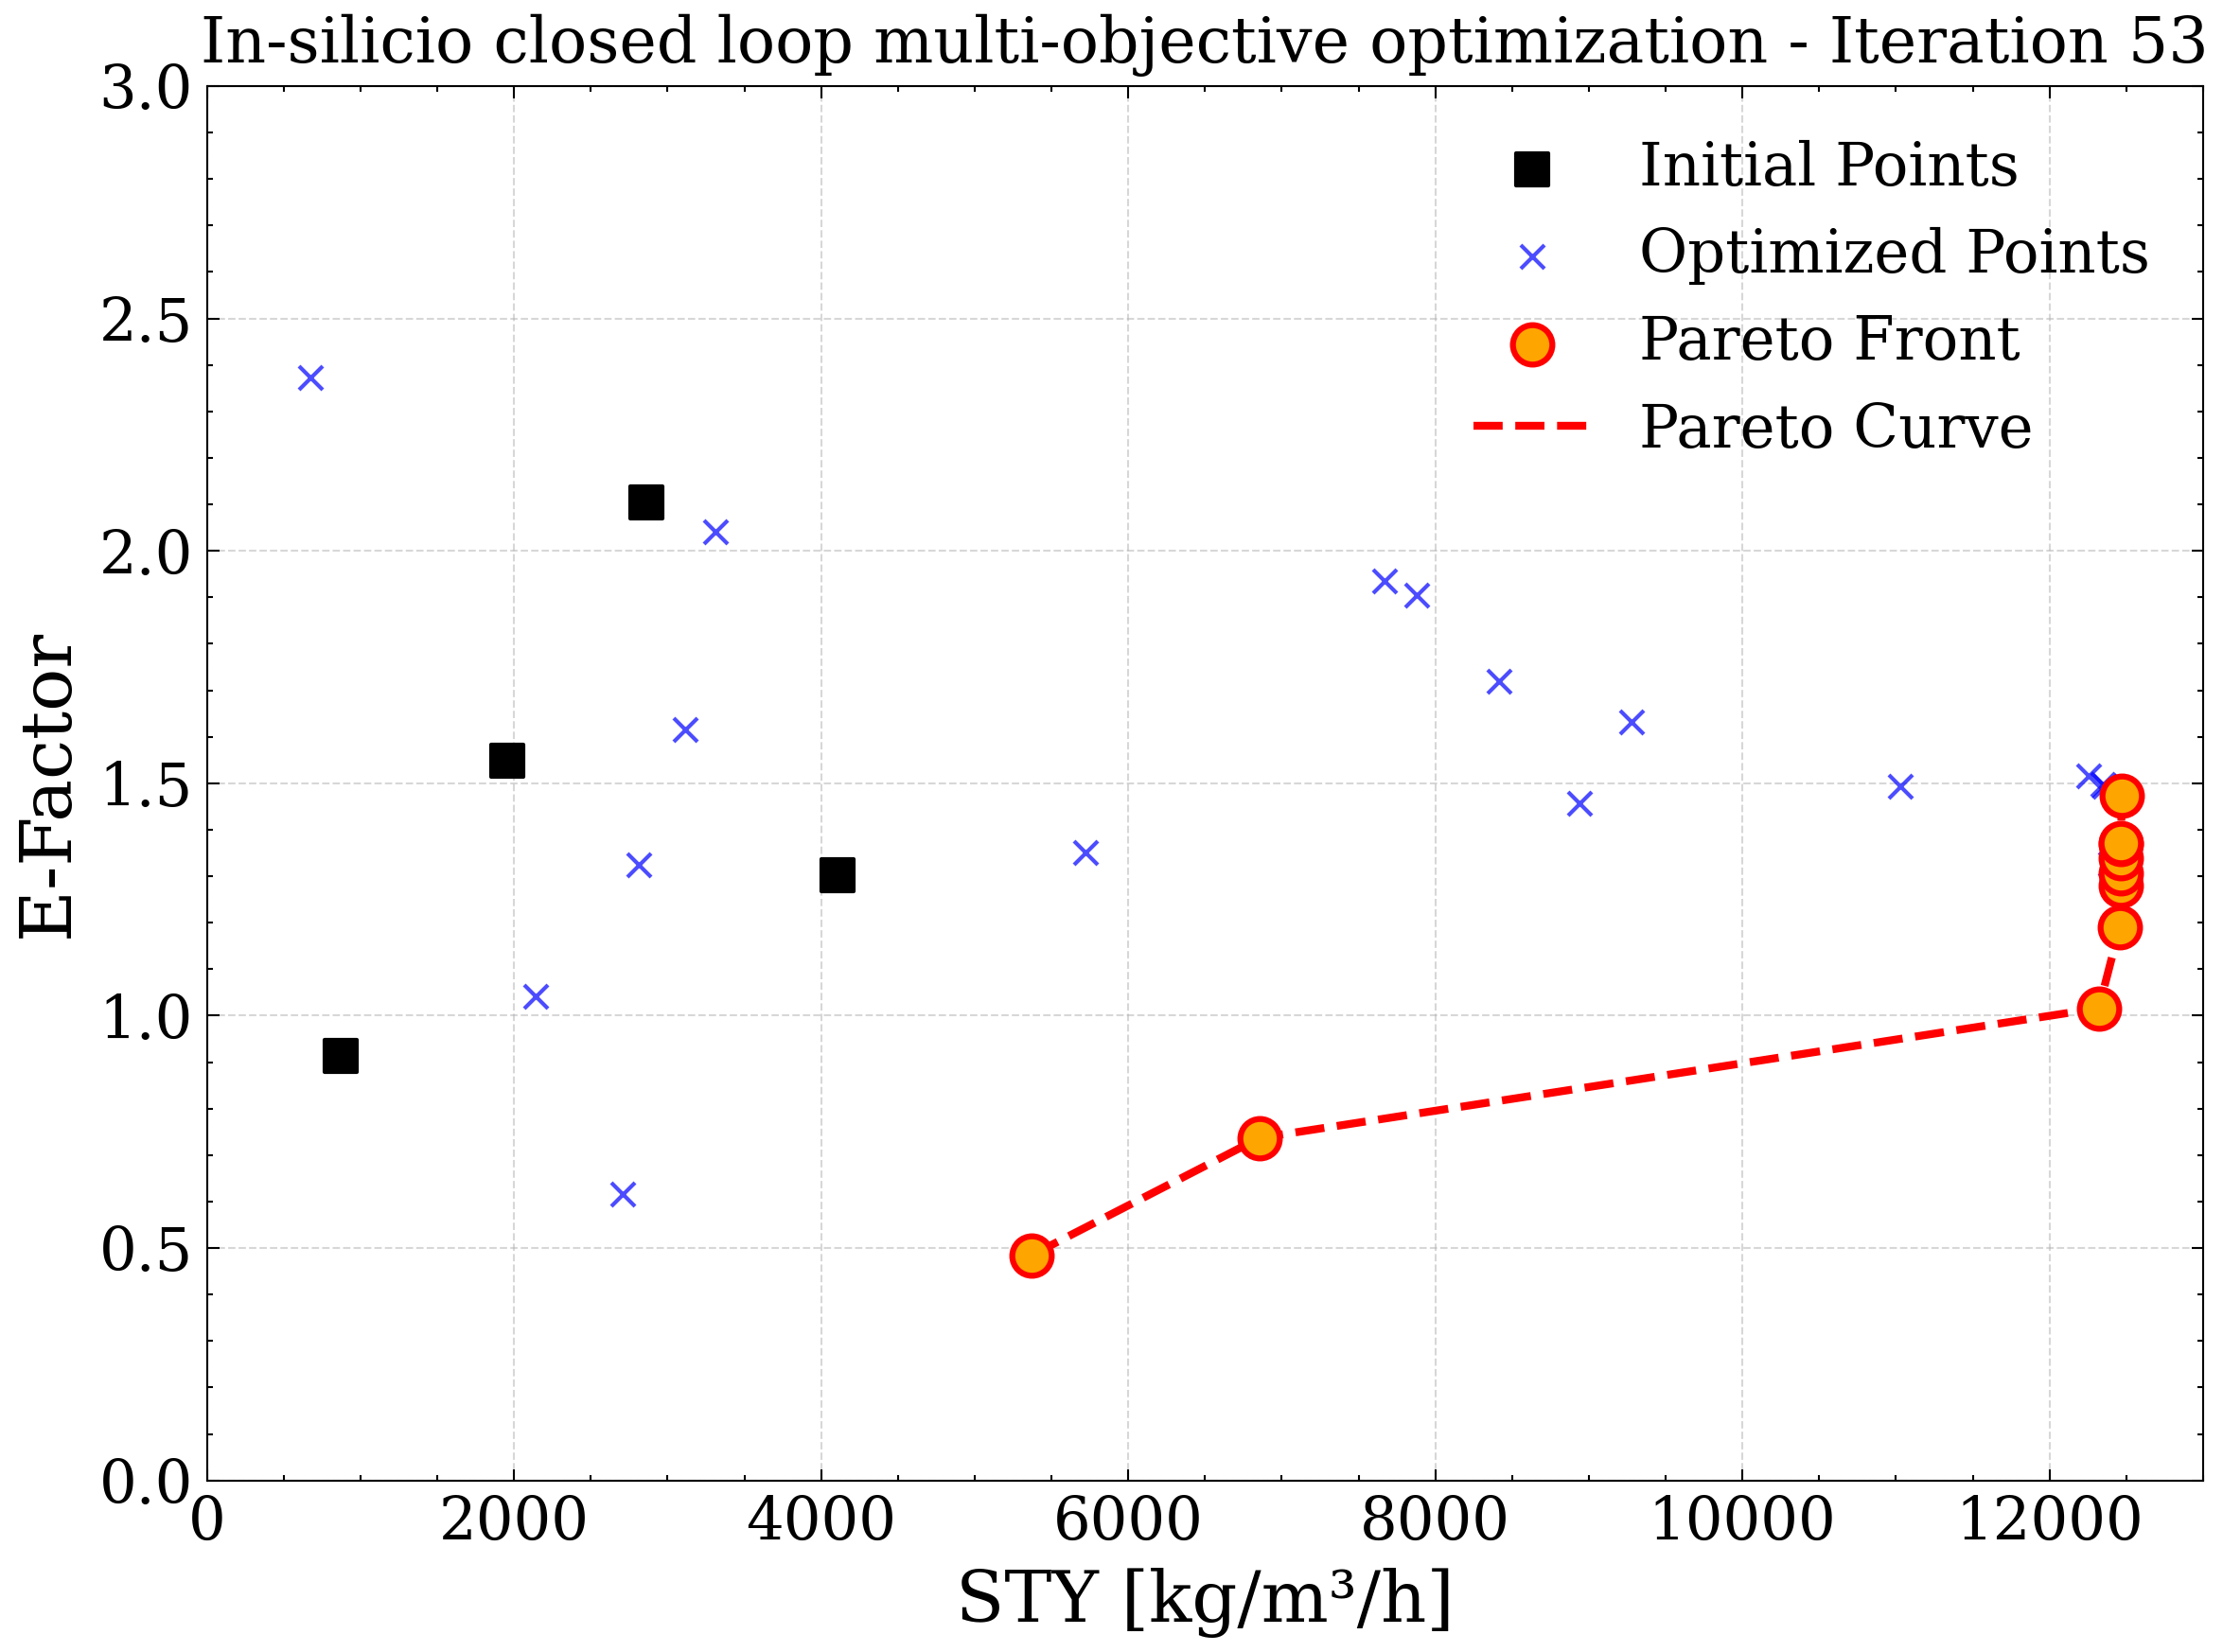 In-silicio closed loop multi-objective optimization - Iteration 53
3.0
2.5
2.0
1.5
1.0
0.5
0.0
E-Factor
Initial Points
Optimized Points
Pareto Front
Pareto Curve
0 2000 4000 6000 8000 10000 12000
STY [kg/m³/h]